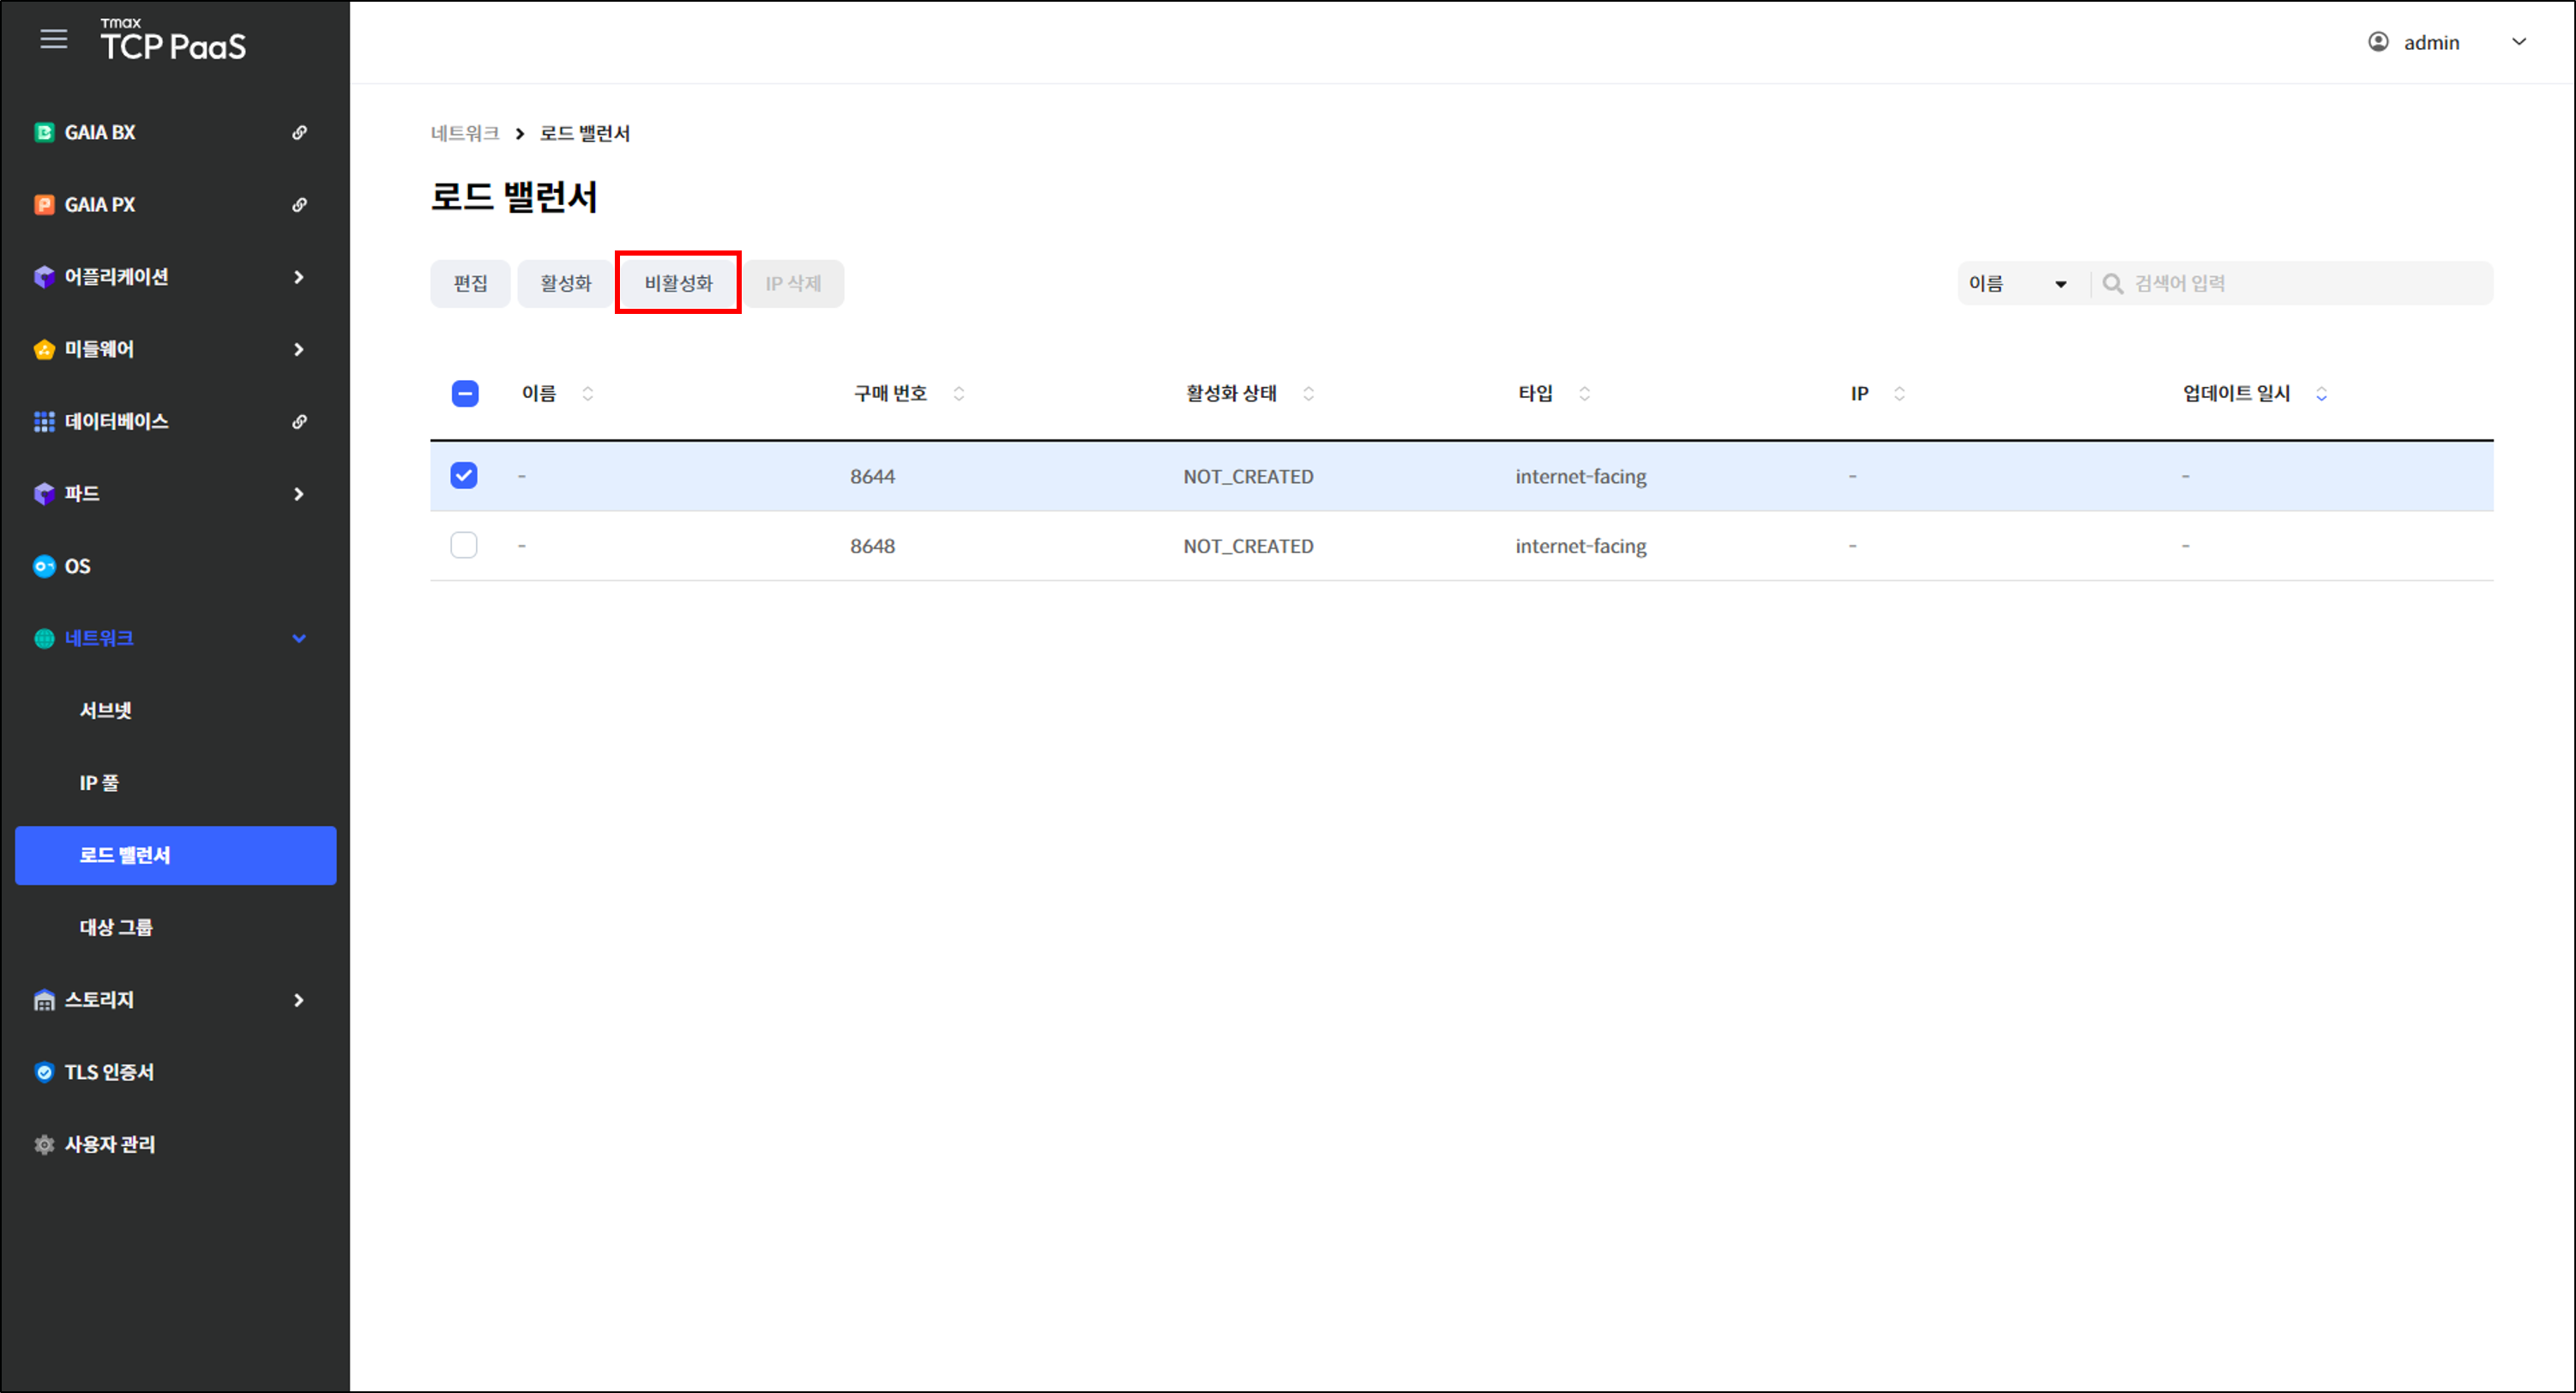 Tmax
TCP PaaS
admin
GAIA BX
GAIA PX
어플리케이션
미들웨어
데이터베이스
파드
OS
네트워크
서브넷
IP 풀
로드 밸런서
대상 그룹
스토리지
TLS 인증서
사용자 관리
네트워크 > 로드 밸런서
로드 밸런서
편집 활성화 비활성화 IP 삭제 이름 검색어 입력
이름 구매 번호 활성화 상태 타입 IP 업데이트 일시
- 8644 NOT_CREATED internet-facing - -
- 8648 NOT_CREATED internet-facing - -